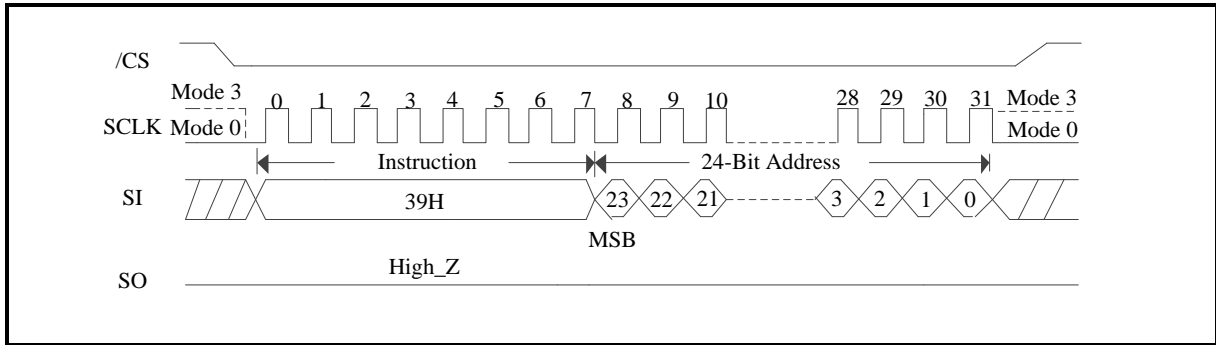 /CS
Mode 3 0 1 2 3 4 5 6 7 8 9 10 28 29 30 31 Mode 3
SCLK Mode 0 Mode 0
Instruction 24-Bit Address
SI 39H 23 22 21 3 2 1 0
MSB
High_Z
SO